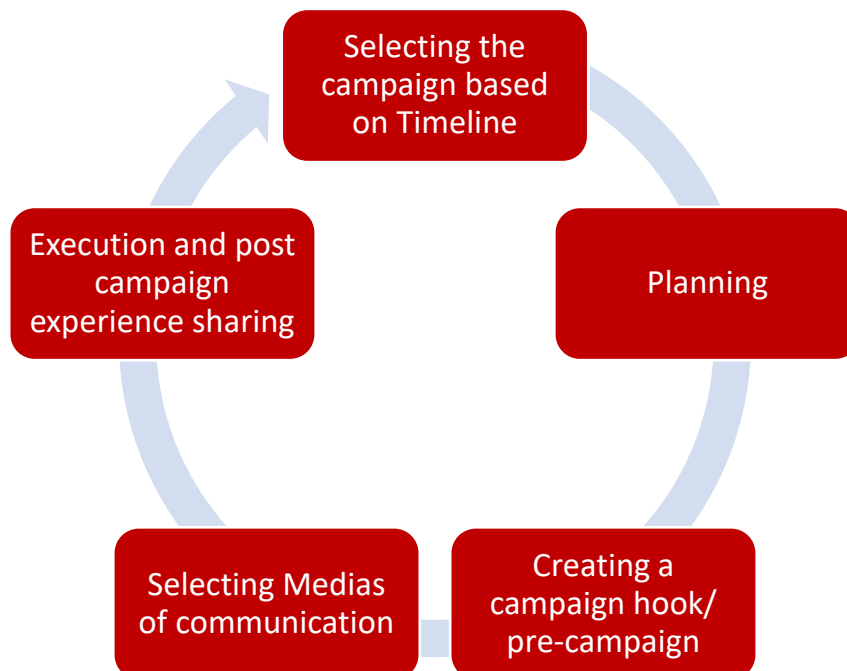 Selecting the
campaign based
on Timeline
Planning
Creating a
campaign hook/
pre-campaign
Selecting Medias
of communication
Execution and post
campaign
experience sharing